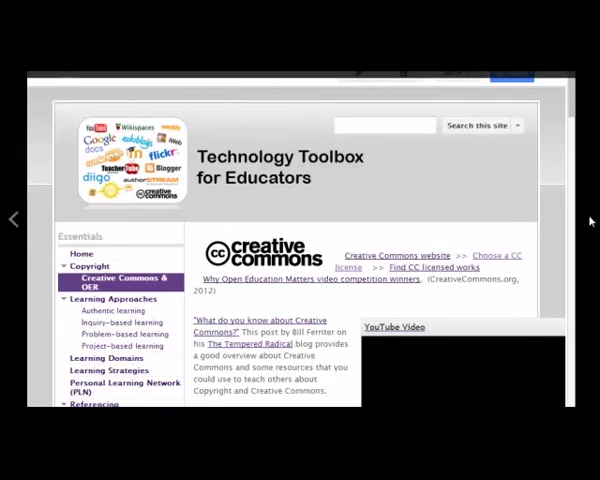 YouTube Wikispaces weebly
Google docs edublogs iWeb
flickr
TeacherTube Blogger
diigo authorSTREAM
creative commons
Search this site
Technology Toolbox
for Educators
Essentials
Home
Copyright
Creative Commons &
OER
Learning Approaches
Authentic learning
Inquiry-based learning
Problem-based learning
Project-based learning
Learning Domains
Learning Strategies
Personal Learning Network
(PLN)
Referencing
cc creative commons
Creative Commons website >> Choose a CC
license >> Find CC licensed works
Why Open Education Matters video competition winners, (CreativeCommons.org,
2012)
"What do you know about Creative
Commons?" This post by Bill Ferriter on
his The Tempered Radical blog provides
a good overview about Creative
Commons and some resources that you
could use to teach others about
Copyright and Creative Commons.
YouTube Video